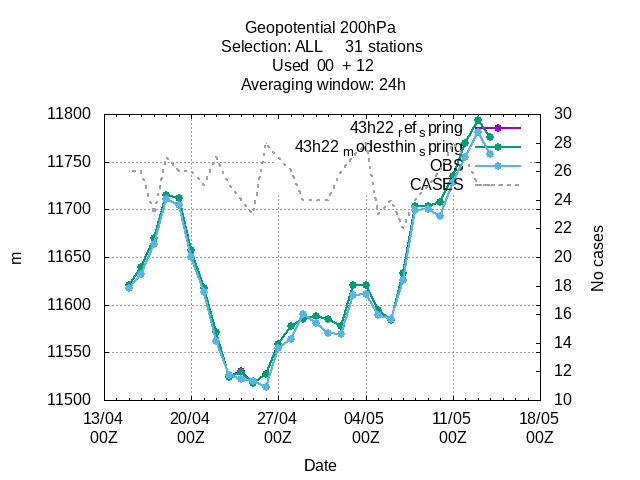 Geopotential 200hPa
Selection: ALL     31 stations
Used  00  + 12
Averaging window: 24h
11800
11750
11700
11650
11600
11550
11500
m
30
28
26
24
22
20
18
16
14
12
10
No cases
43h22 ref spring
43h22 molesthin spring
OBS
CASES
13/04 20/04 27/04 04/05 11/05 18/05
00Z 00Z 00Z 00Z 00Z 00Z
Date